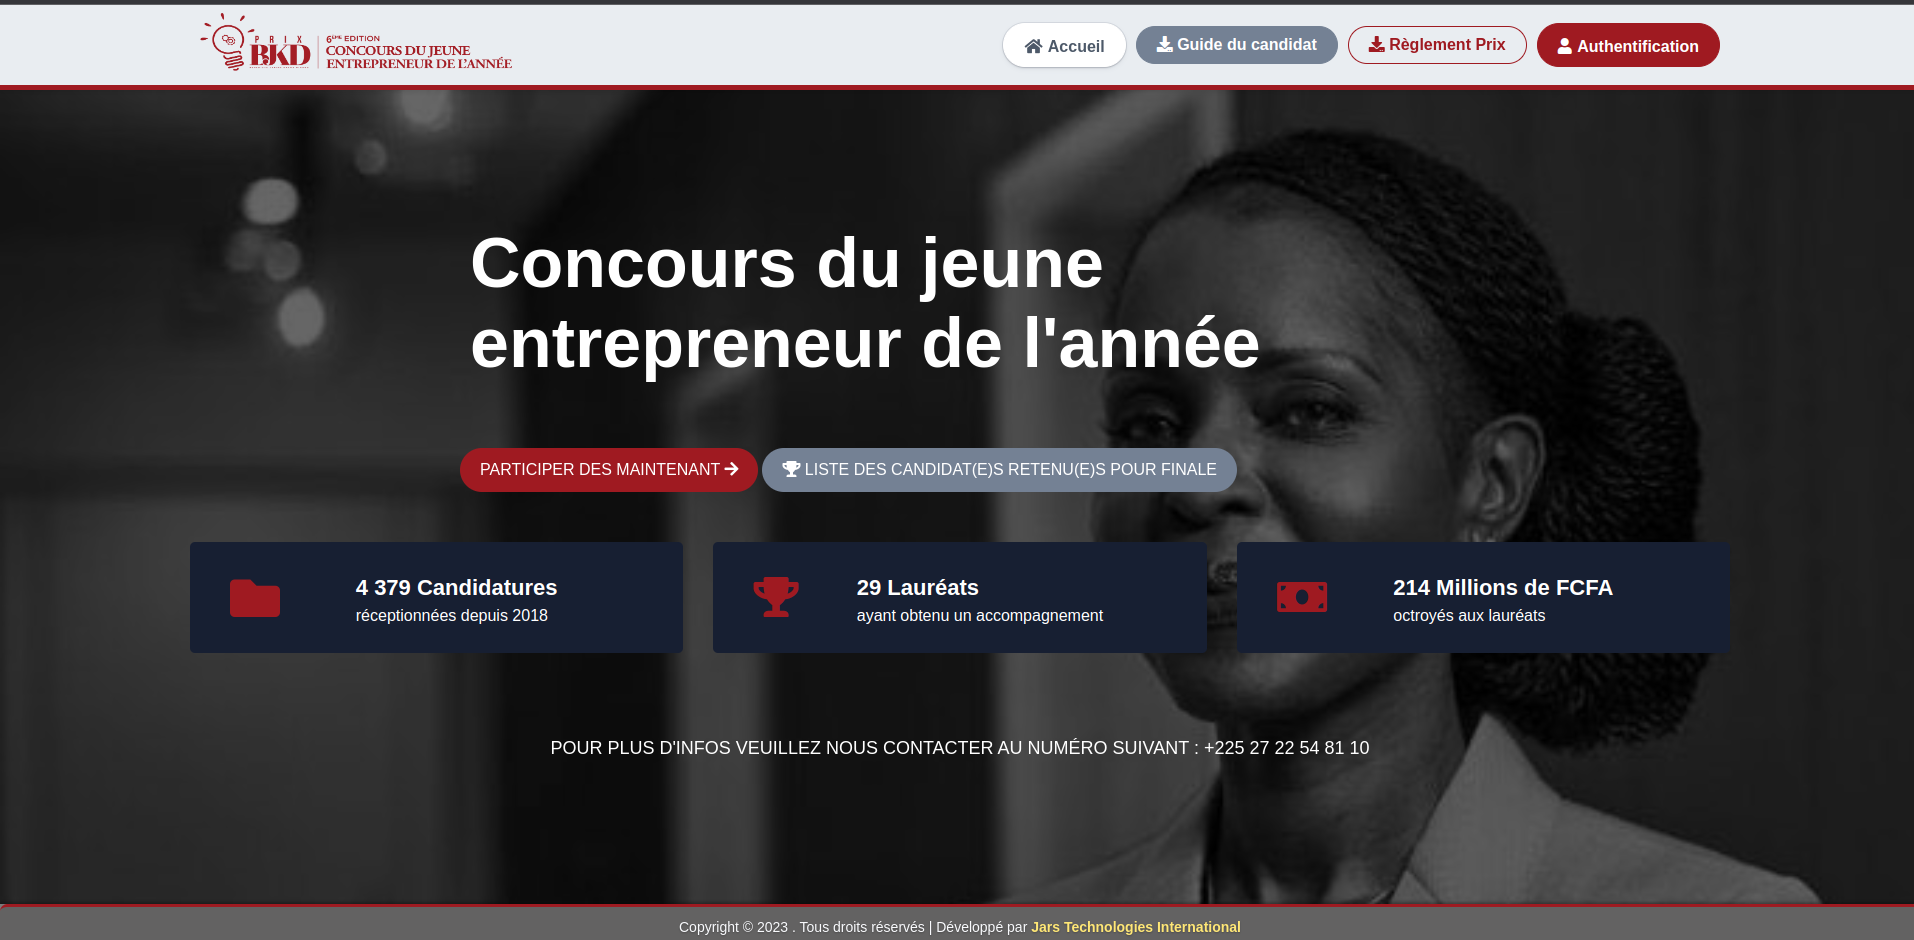 PRIX
BKD
6ÈME EDITION
CONCOURS DU JEUNE
ENTREPRENEUR DE L'ANNÉE
Accueil
Guide du candidat
Règlement Prix
Authentification
Concours du jeune
entrepreneur de l'année
PARTICIPER DES MAINTENANT
LISTE DES CANDIDAT(E)S RETENU(E)S POUR FINALE
4 379 Candidatures
réceptionnées depuis 2018
29 Lauréats
ayant obtenu un accompagnement
214 Millions de FCFA
octroyés aux lauréats
POUR PLUS D'INFOS VEUILLEZ NOUS CONTACTER AU NUMÉRO SUIVANT : +225 27 22 54 81 10
Copyright © 2023 . Tous droits réservés | Développé par Jars Technologies International